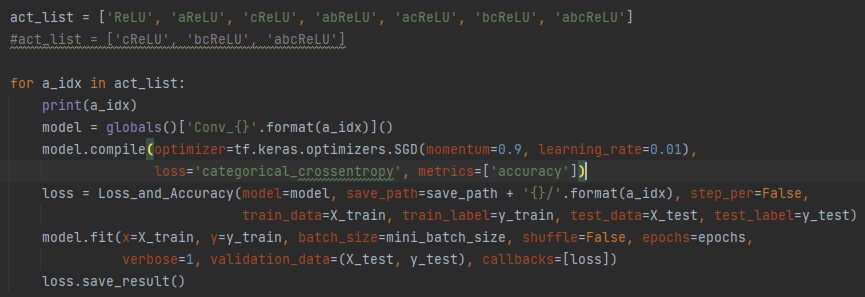 act_list = ['ReLU', 'aReLU', 'cReLU', 'abReLU', 'acReLU', 'bcReLU', 'abcReLU']
#act_list = ['cReLU', 'bcReLU', 'abcReLU']
for a_idx in act_list:
    print(a_idx)
    model = globals()['Conv_{}'.format(a_idx)]()
    model.compile(optimizer=tf.keras.optimizers.SGD(momentum=0.9, learning_rate=0.01),
                  loss='categorical_crossentropy', metrics=['accuracy'])
    loss = Loss_and_Accuracy(model=model, save_path=save_path + '{}/'.format(a_idx), step_per=False,
                             train_data=X_train, train_label=y_train, test_data=X_test, test_label=y_test)
    model.fit(x=X_train, y=y_train, batch_size=mini_batch_size, shuffle=False, epochs=epochs,
              verbose=1, validation_data=(X_test, y_test), callbacks=[loss])
    loss.save_result()